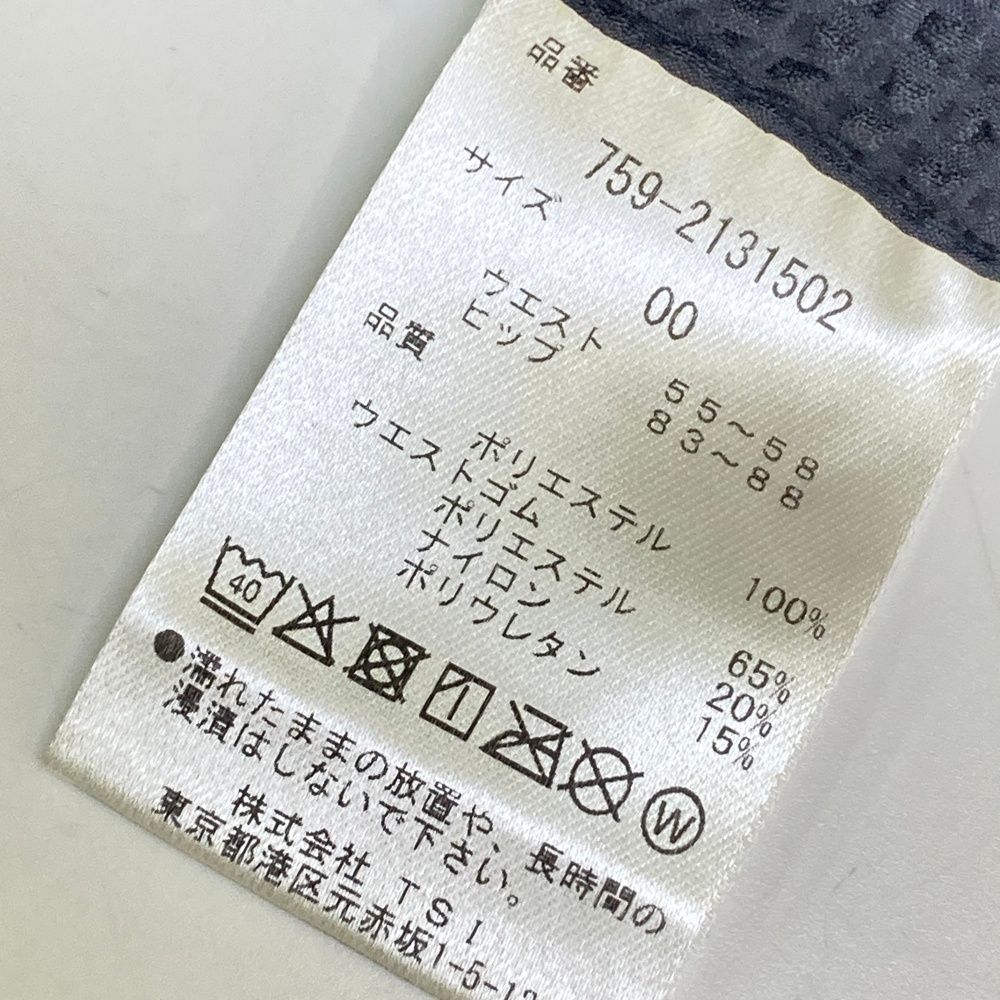 品番
759-2131502
サイズ 00
ウエスト 55~58
ヒップ 83~88
品質
ポリエステル 100%
ウエストゴム
ポリエステル 65%
ナイロン 20%
ポリウレタン 15%
40
W
●濡れたままの放置や、長時間の
浸漬はしないで下さい。
株式会社 TSI
東京都港区元赤坂1-5-12